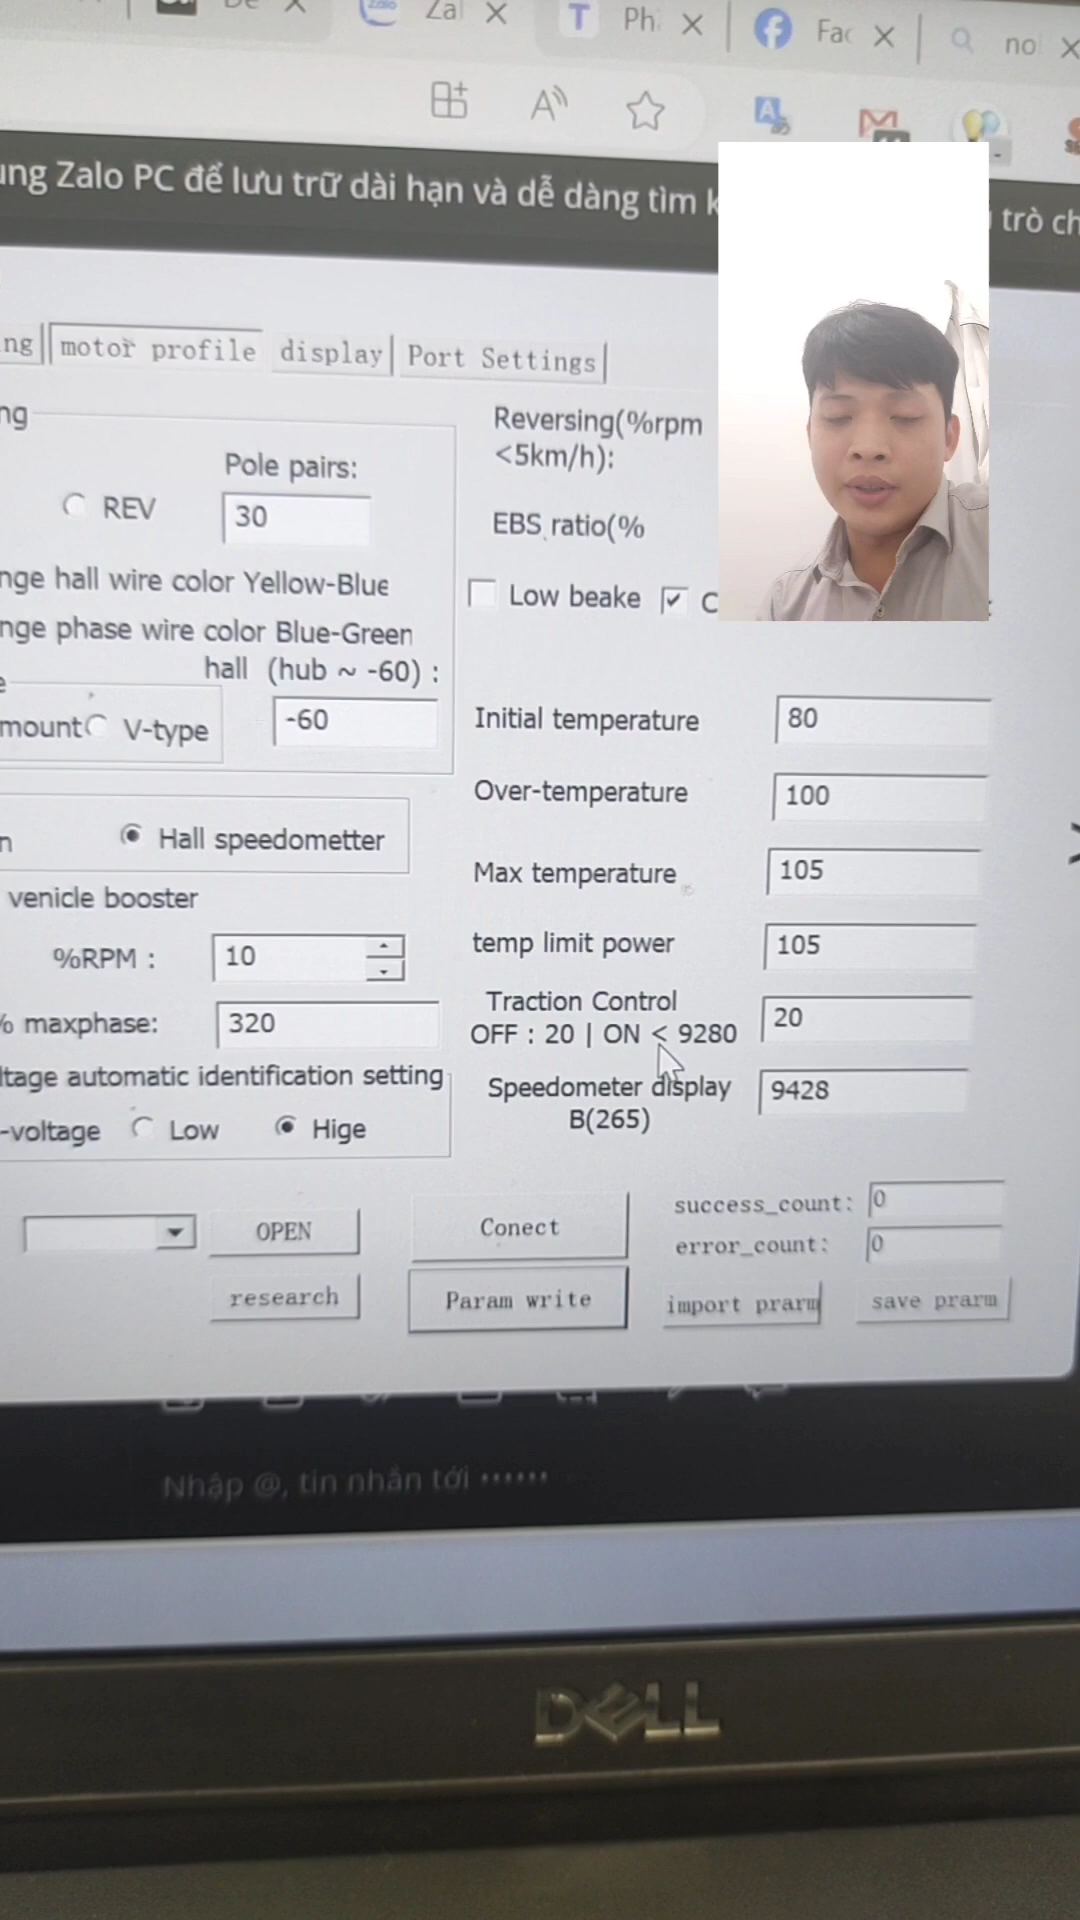 Zal
Ph
Fac
no
ung Zalo PC để lưu trữ dài hạn và dễ dàng tìm
trò ch
ng
motor profile
display
Port Settings
ng
Pole pairs:
REV
30
nge hall wire color Yellow-Blue
nge phase wire color Blue-Green
hall (hub ~ -60) :
mount
V-type
-60
Hall speedometter
venicle booster
%RPM :
10
% maxphase:
320
ltage automatic identification setting
-voltage
Low
Hige
Reversing(%rpm
<5km/h):
EBS ratio(%
Low beake
C
Initial temperature
80
Over-temperature
100
Max temperature
105
temp limit power
105
Traction Control
OFF : 20 | ON < 9280
20
Speedometer display
B(265)
9428
OPEN
Conect
success_count:
0
error_count:
0
research
Param write
import prarm
save prarm
Nhập @, tin nhắn tới ••••••
DELL